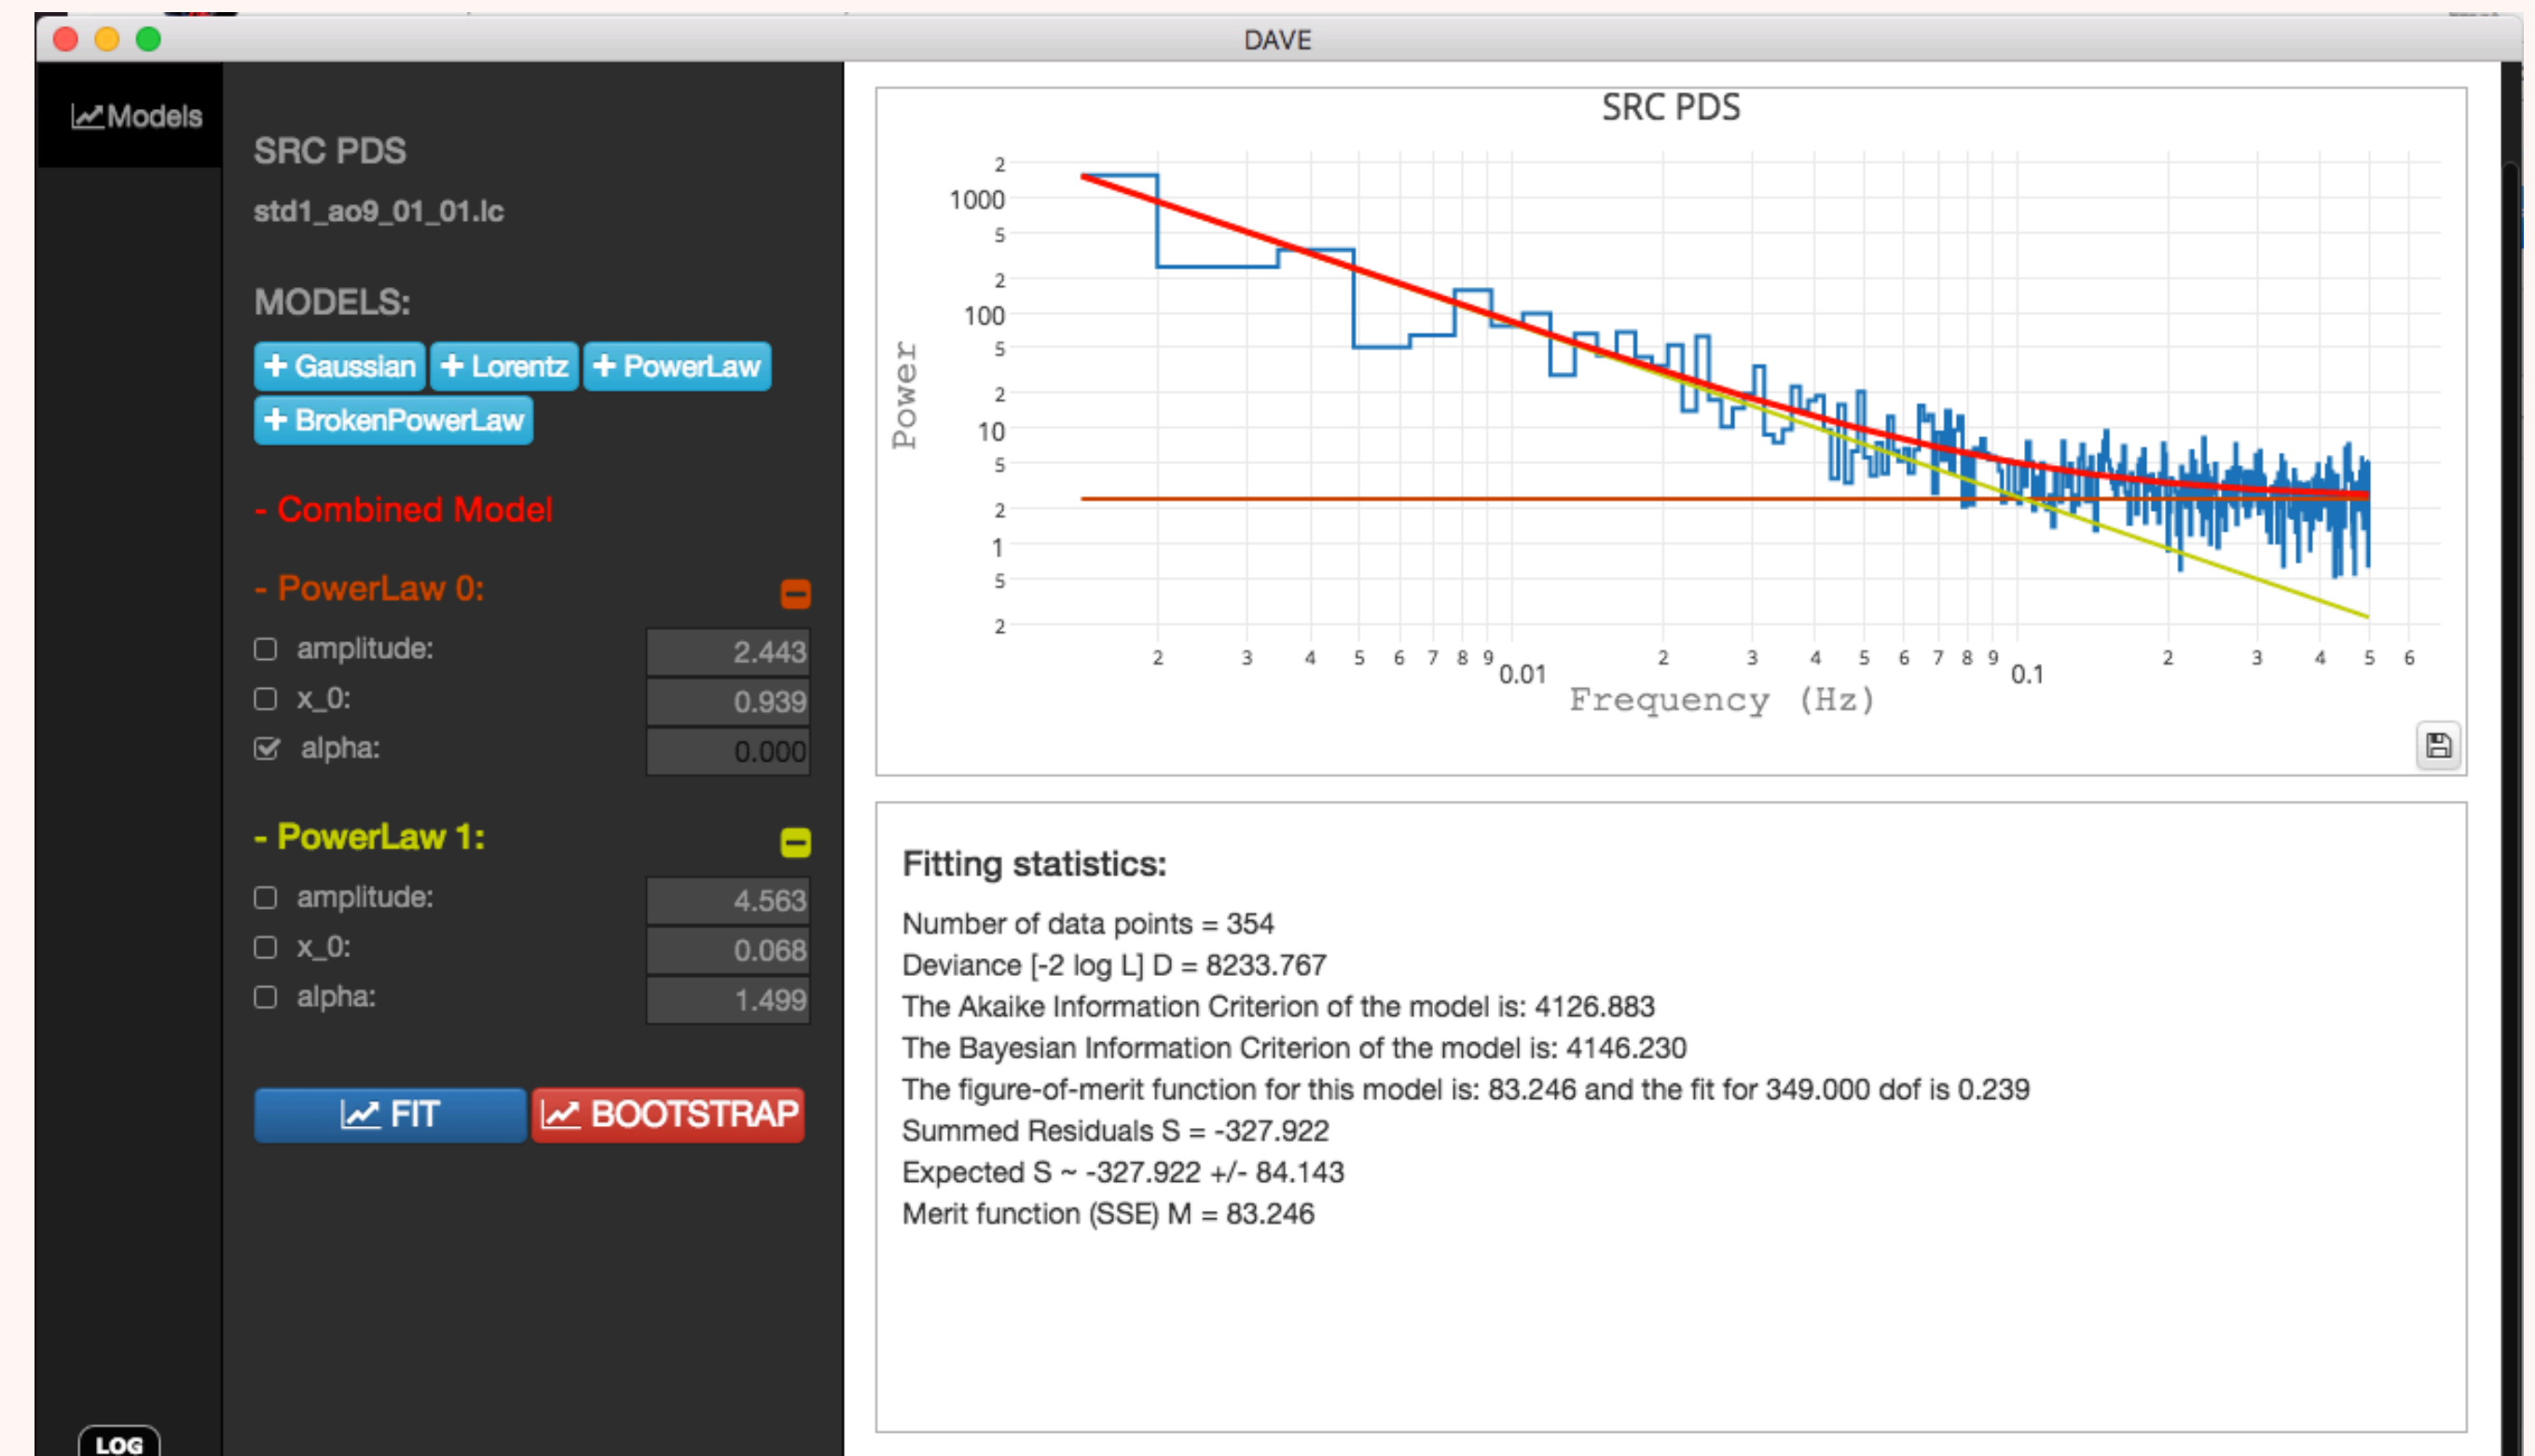 DAVE
Models
SRC PDS
std1_ao9_01_01.lc
MODELS:
+ Gaussian + Lorentz + PowerLaw
+ BrokenPowerLaw
- Combined Model
- PowerLaw 0:
amplitude: 2.443
x_0: 0.939
alpha: 0.000
- PowerLaw 1:
amplitude: 4.563
x_0: 0.068
alpha: 1.499
FIT BOOTSTRAP
LOG
SRC PDS
Power
2
1000
5
2
100
5
2
10
5
2
1
5
2
2 3 4 5 6 7 8 9 0.01 2 3 4 5 6 7 8 9 0.1 2 3 4 5 6
Frequency (Hz)
Fitting statistics:
Number of data points = 354
Deviance [-2 log L] D = 8233.767
The Akaike Information Criterion of the model is: 4126.883
The Bayesian Information Criterion of the model is: 4146.230
The figure-of-merit function for this model is: 83.246 and the fit for 349.000 dof is 0.239
Summed Residuals S = -327.922
Expected S ~ -327.922 +/- 84.143
Merit function (SSE) M = 83.246